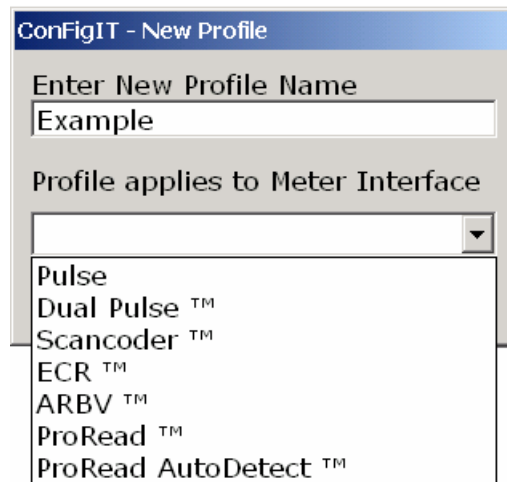 ConFigIT - New Profile
Enter New Profile Name
Example
Profile applies to Meter Interface
Pulse
Dual Pulse ™
Scancoder ™
ECR ™
ARBV ™
ProRead ™
ProRead AutoDetect ™